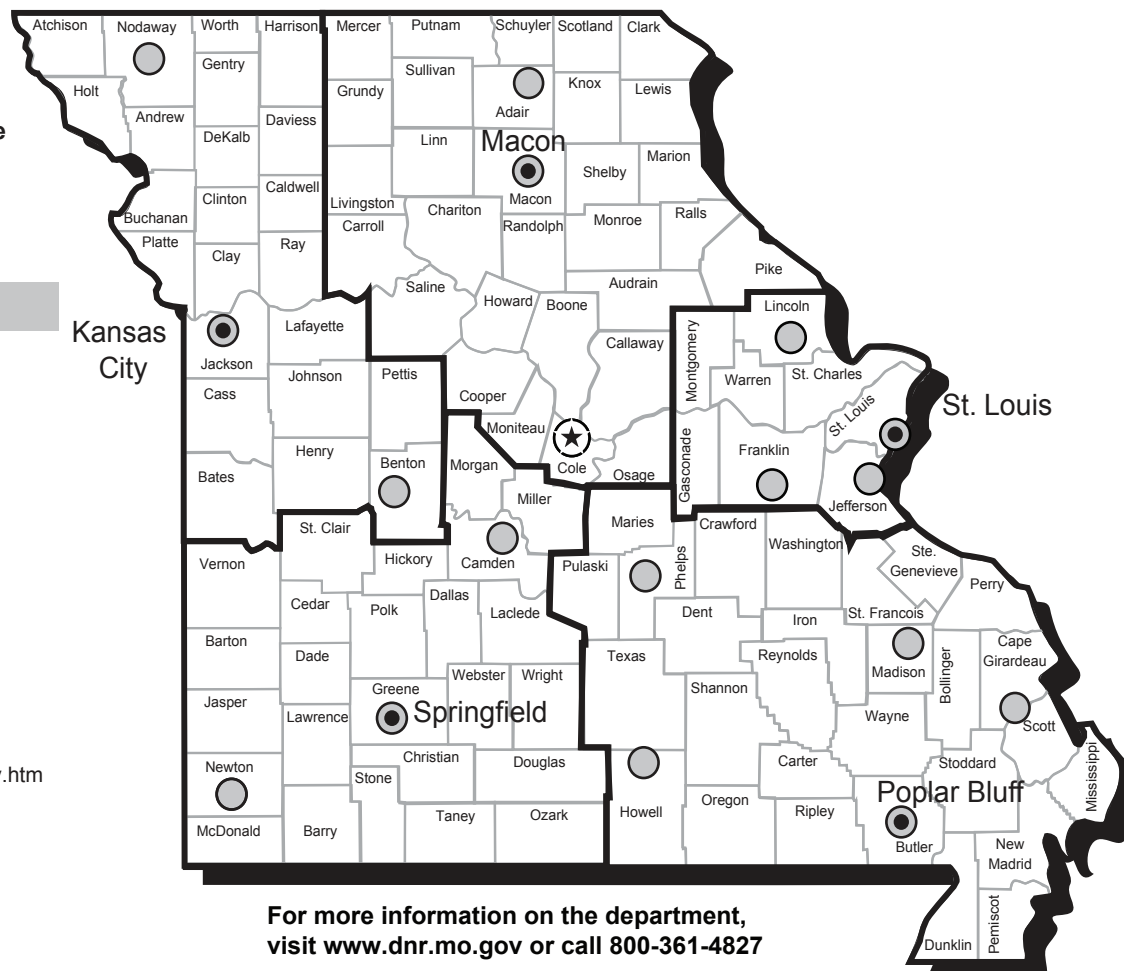 Atchison
Nodaway
Worth
Harrison
Mercer
Putnam
Schuyler
Scotland
Clark
Holt
Gentry
Sullivan
Grundy
Adair
Knox
Lewis
e
Andrew
DeKalb
Daviess
Linn
Macon
Macon
Shelby
Marion
Buchanan
Clinton
Caldwell
Livingston
Chariton
Randolph
Monroe
Ralls
Platte
Clay
Ray
Carroll
Saline
Howard
Boone
Audrain
Pike
Kansas
City
Jackson
Lafayette
Callaway
Montgomery
Lincoln
Warren
St. Charles
St. Louis
St. Louis
Cass
Johnson
Pettis
Cooper
Moniteau
Cole
Osage
Gasconade
Franklin
Jefferson
Bates
Henry
Benton
Morgan
Miller
St. Clair
Hickory
Camden
Maries
Crawford
Washington
Ste.
Genevieve
Perry
Vernon
Cedar
Polk
Dallas
Laclede
Pulaski
Phelps
Dent
Iron
St. Francois
Barton
Dade
Webster
Wright
Texas
Reynolds
Madison
Bollinger
Cape
Girardeau
Jasper
Lawrence
Greene
Springfield
Shannon
Wayne
Scott
Newton
Stone
Christian
Douglas
Howell
Carter
Stoddard
Mississippi
v.htm
McDonald
Barry
Taney
Ozark
Oregon
Ripley
Poplar Bluff
Butler
New
Madrid
Dunklin
Pemiscot
For more information on the department,
visit www.dnr.mo.gov or call 800-361-4827